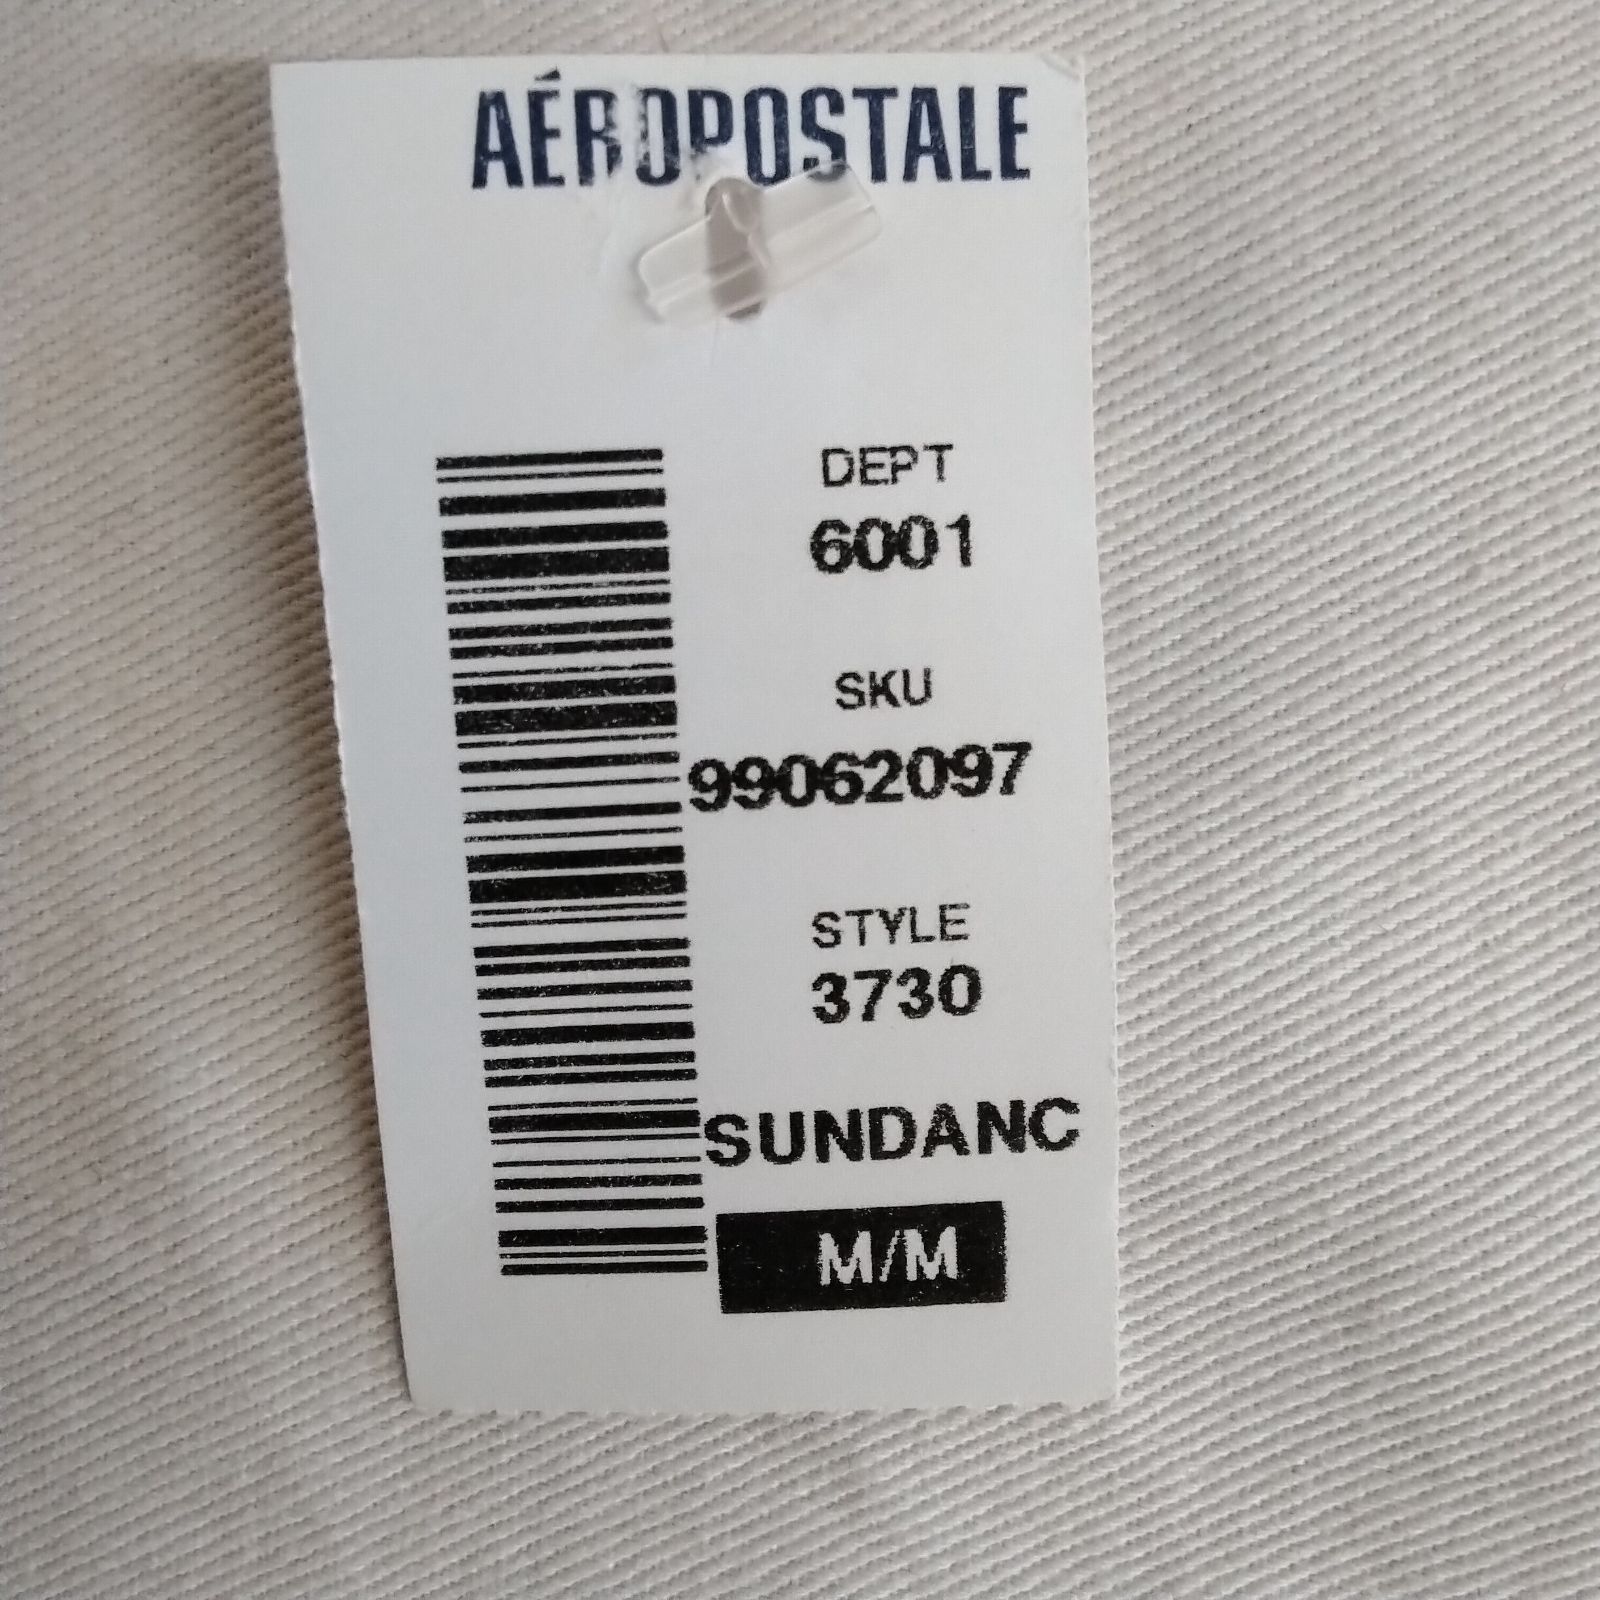 AÉROPOSTALE
DEPT
6001
SKU
99062097
STYLE
3730
SUNDANC
M/M